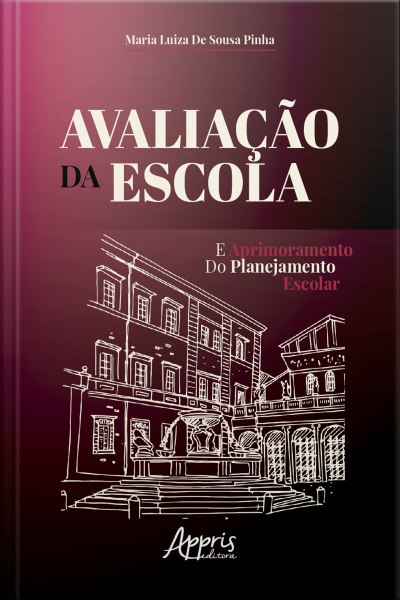 Maria Luiza De Sousa Pinha
AVALIAÇÃO
DA ESCOLA
E Aprimoramento
Do Planejamento
Escolar
Appris
editora